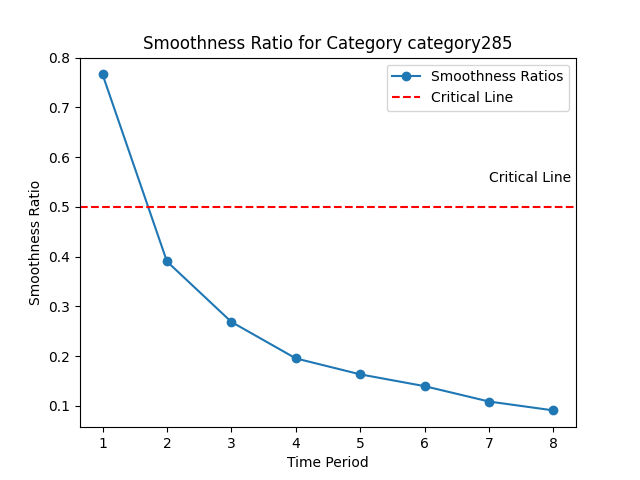 Smoothness Ratio for Category category285
Smoothness Ratios
Critical Line
Critical Line
Smoothness Ratio
0.8
0.7
0.6
0.5
0.4
0.3
0.2
0.1
1 2 3 4 5 6 7 8
Time Period